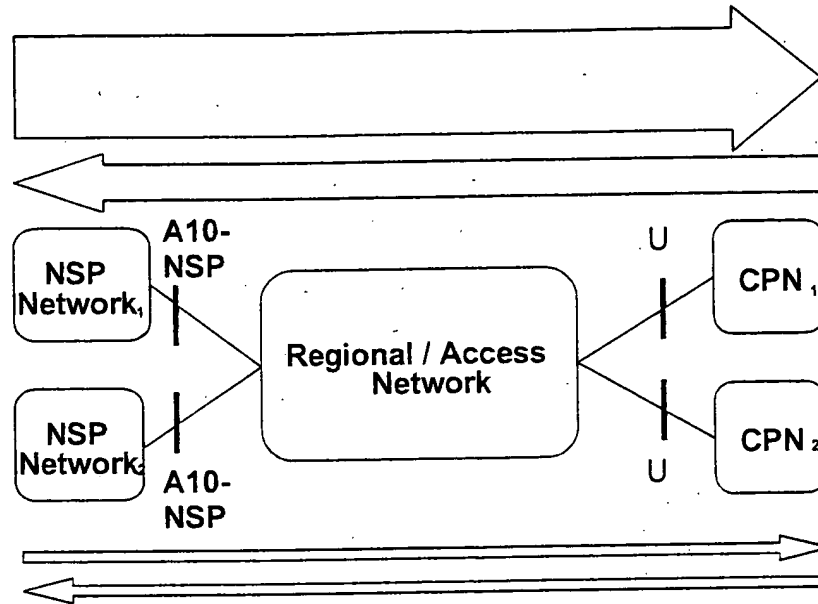 A10-
NSP
U
NSP
Network₁
CPN ₁
Regional / Access
Network
NSP
Network₂
CPN ₂
A10-
NSP
U